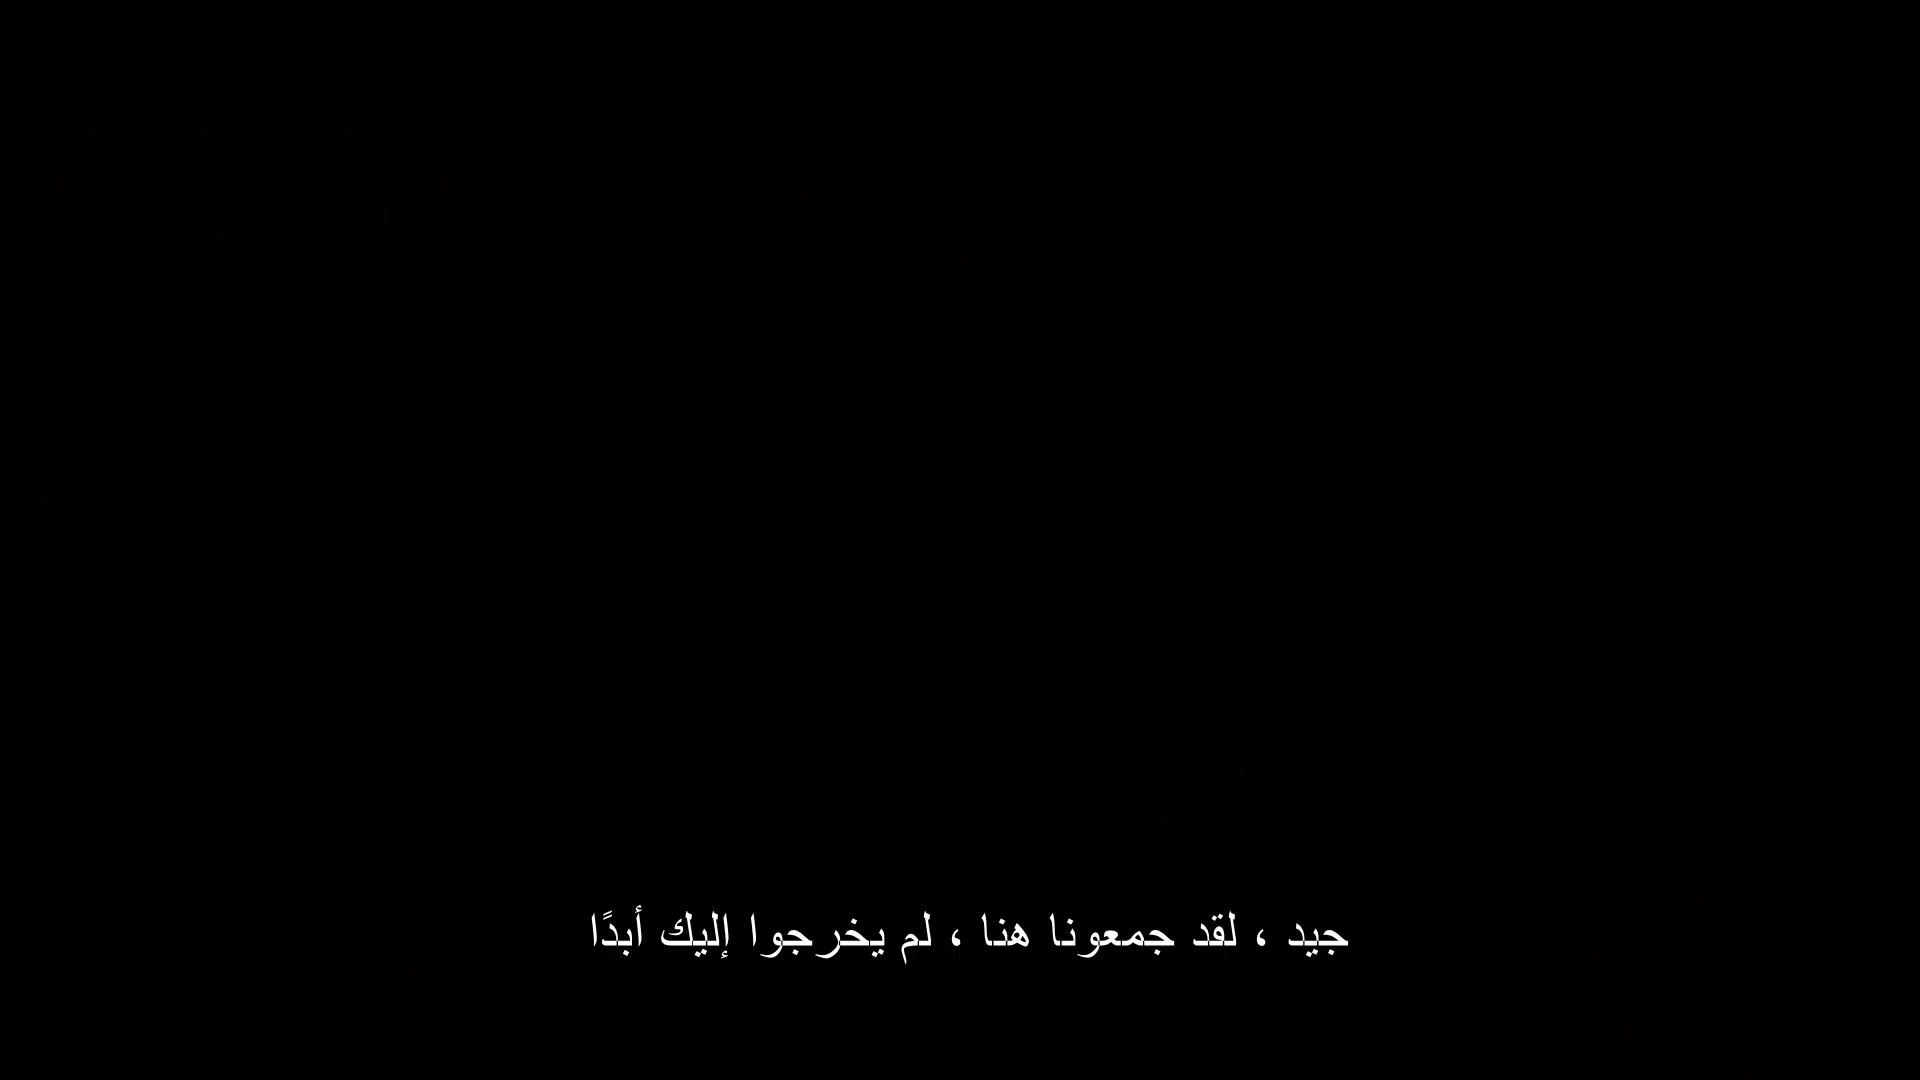 جيد ، لقد جمعونا هنا ، لم يخرجوا إليك أبدًا